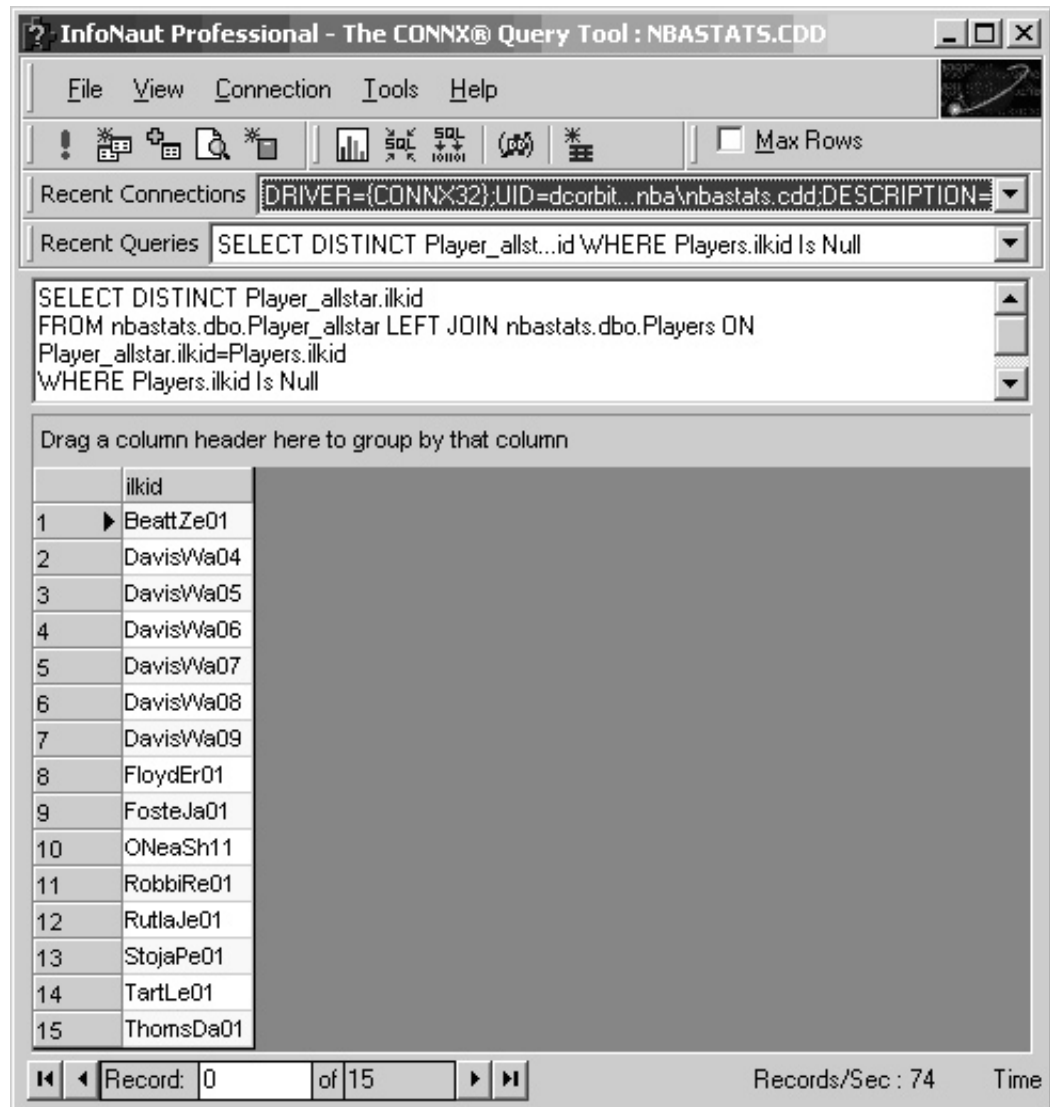 InfoNaut Professional - The CONNX® Query Tool : NBASTATS.CDD
File View Connection Tools Help
SQL SQL Max Rows
Recent Connections DRIVER={CONNX32};UID=dcorbit...nba\nbastats.cdd;DESCRIPTION=
Recent Queries SELECT DISTINCT Player_allst...id WHERE Players.ilkid Is Null
SELECT DISTINCT Player_allstar.ilkid
FROM nbastats.dbo.Player_allstar LEFT JOIN nbastats.dbo.Players ON
Player_allstar.ilkid=Players.ilkid
WHERE Players.ilkid Is Null
Drag a column header here to group by that column
ilkid
1 BeattZe01
2 DavisWa04
3 DavisWa05
4 DavisWa06
5 DavisWa07
6 DavisWa08
7 DavisWa09
8 FloydEr01
9 FosteJa01
10 ONeaSh11
11 RobbiRe01
12 RutlaJe01
13 StojaPe01
14 TartLe01
15 ThomsDa01
Record: 0 of 15 Records/Sec : 74 Time